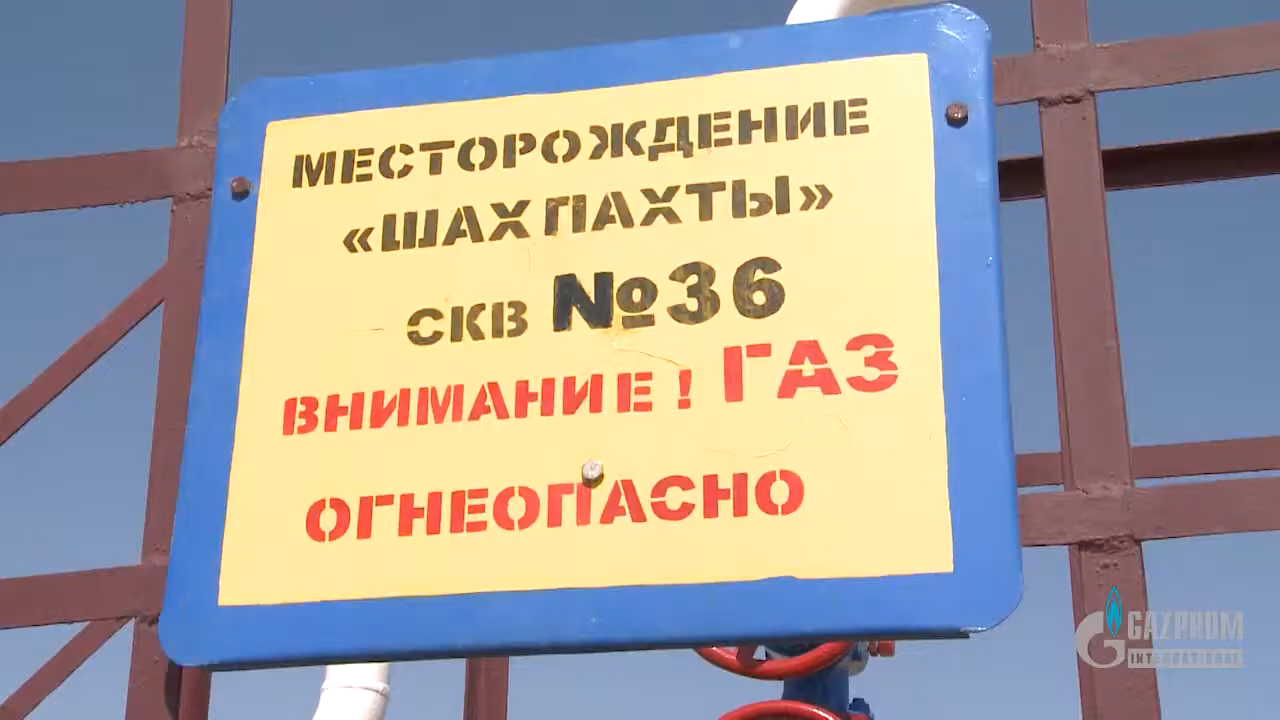 МЕСТОРОЖДЕНИЕ
«ШАХПАХТЫ»
СКВ №36
ВНИМАНИЕ! ГАЗ
ОГНЕОПАСНО
GAZPROM
INTERNATIONAL